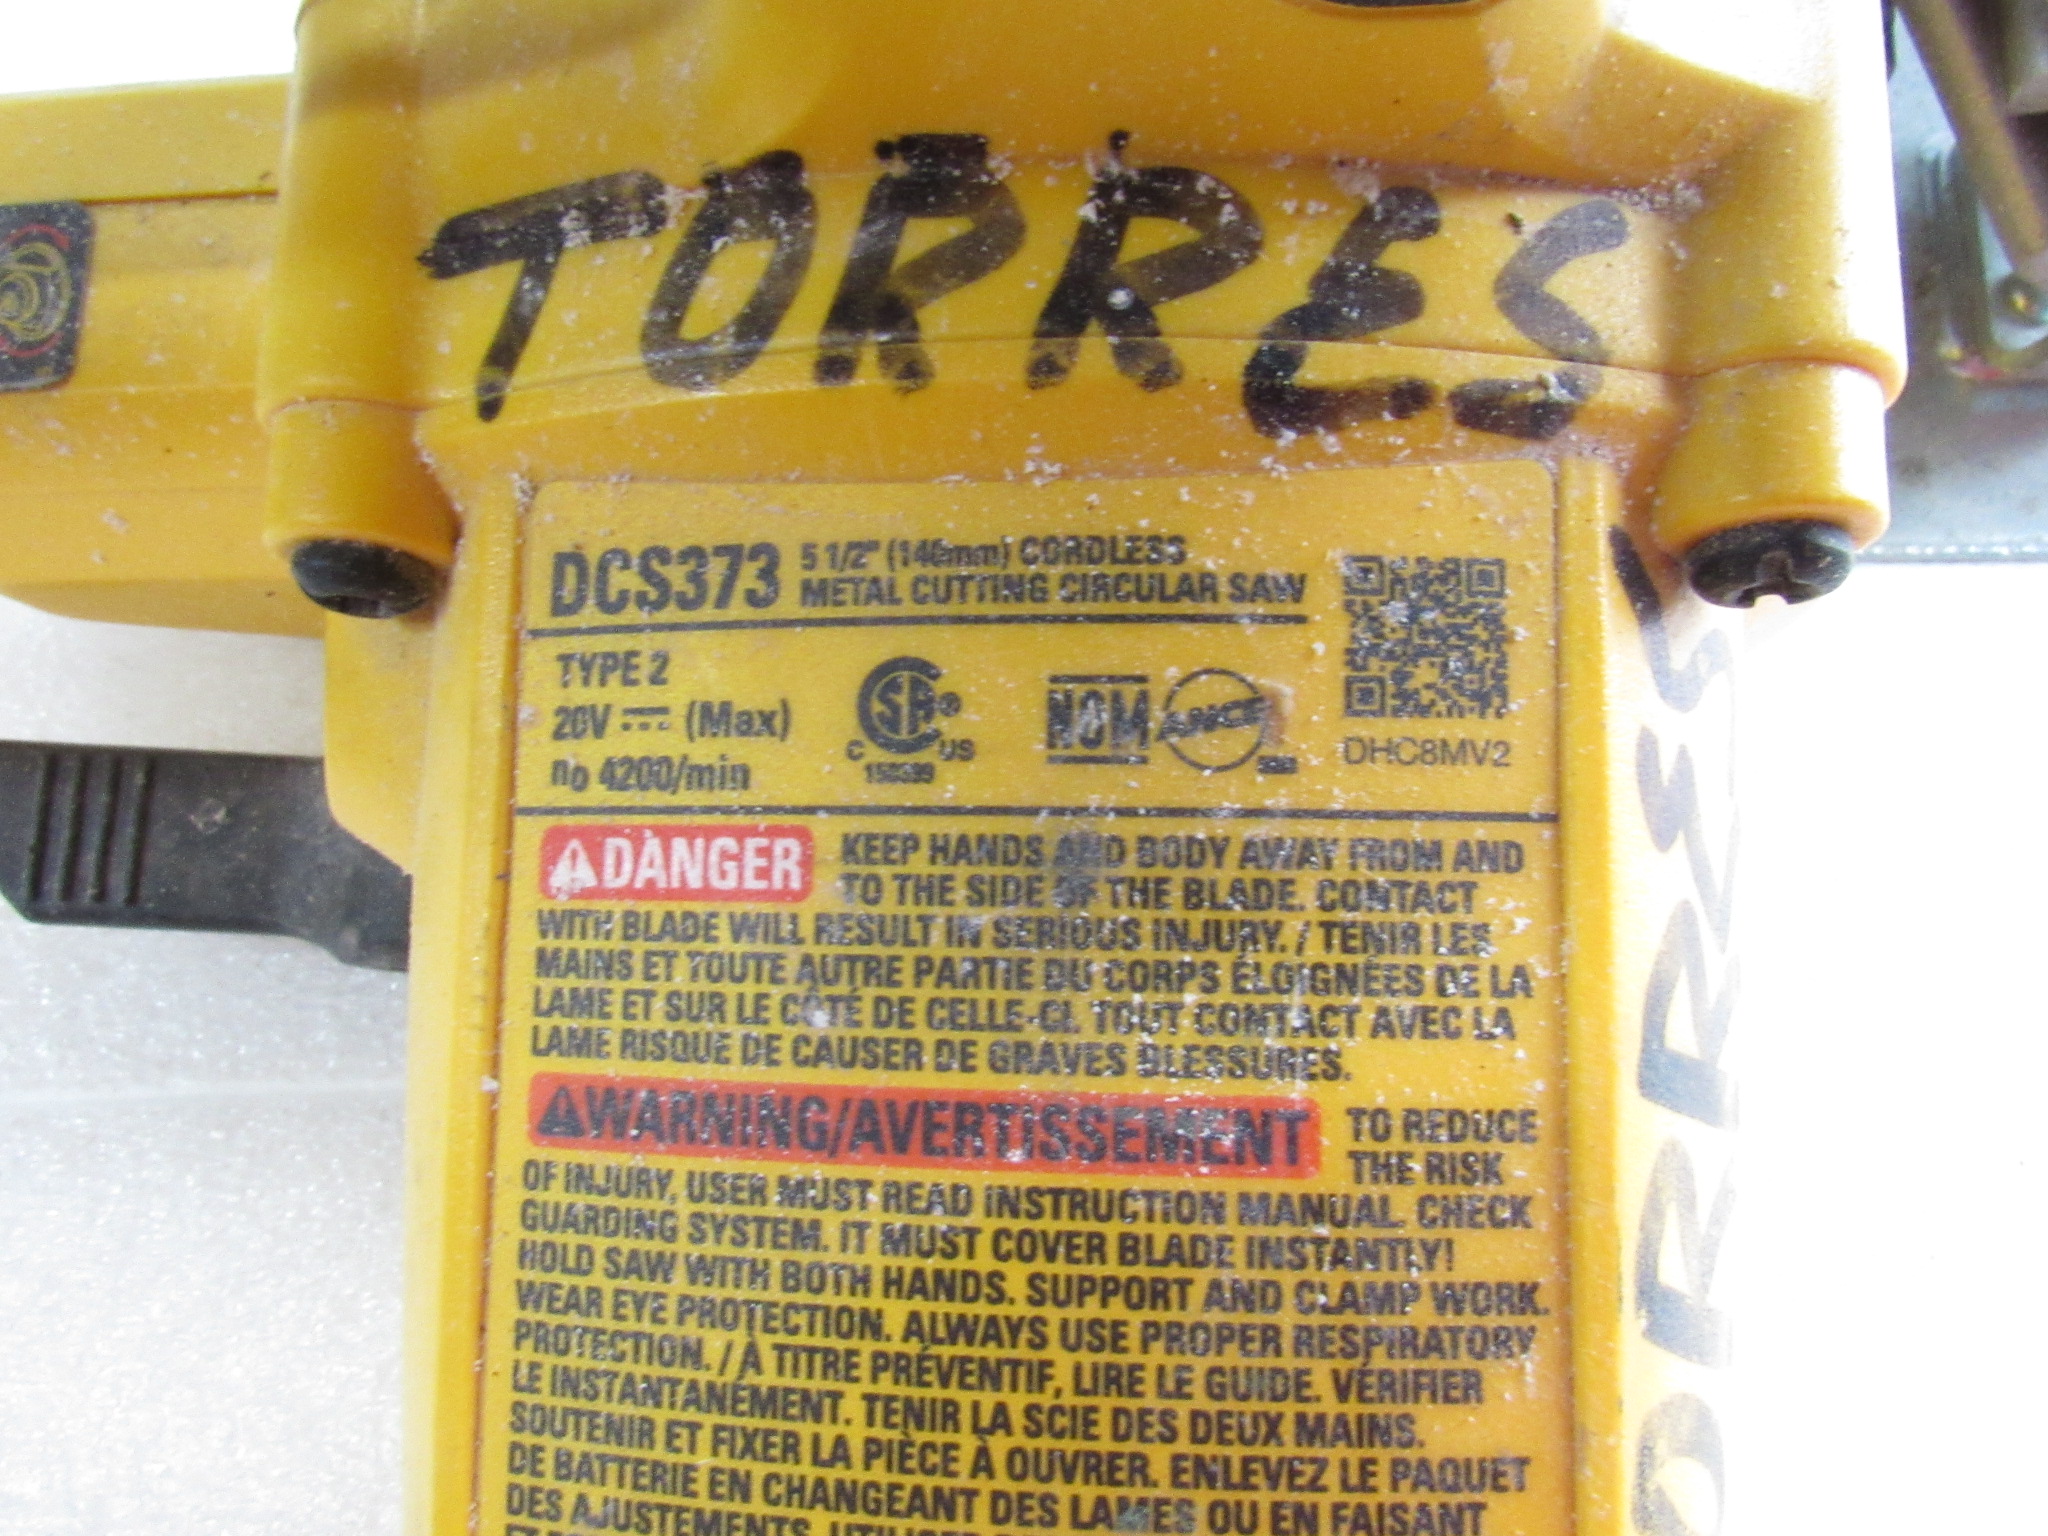 TORRES
DCS373 5 1/2" (140mm) CORDLESS
METAL CUTTING CIRCULAR SAW
TYPE 2
20V ⎓ (Max)
no 4200/min
CSA®
C US
NOM ANCE
DHC8MV2
DANGER KEEP HANDS AND BODY AWAY FROM AND
TO THE SIDE OF THE BLADE. CONTACT
WITH BLADE WILL RESULT IN SERIOUS INJURY. / TENIR LES
MAINS ET TOUTE AUTRE PARTIE DU CORPS ÉLOIGNÉES DE LA
LAME ET SUR LE CÔTÉ DE CELLE-CI. TOUT CONTACT AVEC LA
LAME RISQUE DE CAUSER DE GRAVES BLESSURES.
WARNING/AVERTISSEMENT TO REDUCE
THE RISK
OF INJURY, USER MUST READ INSTRUCTION MANUAL. CHECK
GUARDING SYSTEM. IT MUST COVER BLADE INSTANTLY!
HOLD SAW WITH BOTH HANDS. SUPPORT AND CLAMP WORK.
WEAR EYE PROTECTION. ALWAYS USE PROPER RESPIRATORY
PROTECTION. / À TITRE PRÉVENTIF, LIRE LE GUIDE. VÉRIFIER
LE INSTANTANÉMENT. TENIR LA SCIE DES DEUX MAINS.
SOUTENIR ET FIXER LA PIÈCE À OUVRER. ENLEVEZ LE PAQUET
DE BATTERIE EN CHANGEANT DES LAMES OU EN FAISANT
DES AJUSTEMENTS.
ORRES